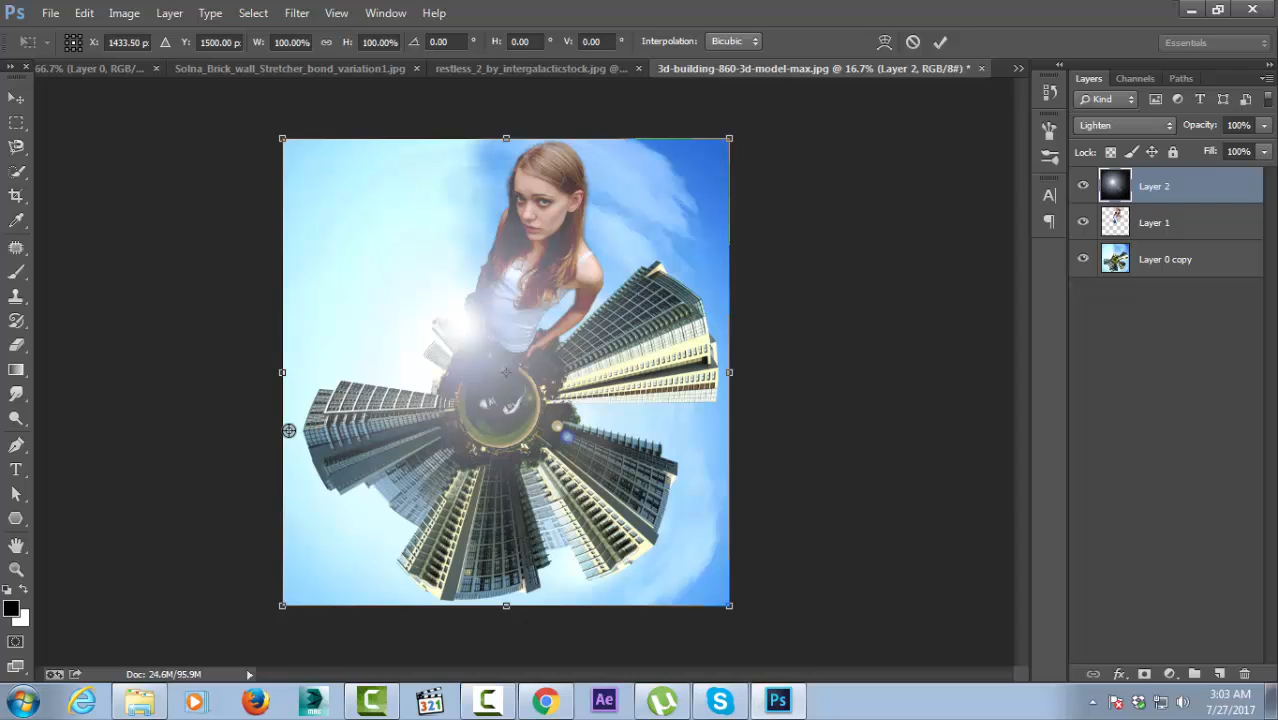 Ps File Edit Image Layer Type Select Filter View Window Help
X: 1433.50 p: Y: 1500.00 p: W: 100.00% H: 100.00% 0.00 ° H: 0.00 ° V: 0.00 ° Interpolation: Bicubic Essentials
66.7% (Layer 0, RGB/... × Solna_Brick_wall_Stretcher_bond_variation1.jpg × restless_2_by_intergalacticstock.jpg @... × 3d-building-860-3d-model-max.jpg @ 16.7% (Layer 2, RGB/8#) * ×
Layers Channels Paths
Kind
Lighten Opacity: 100%
Lock: Fill: 100%
Layer 2
Layer 1
Layer 0 copy
Doc: 24.6M/95.9M
321 Ae Ps
3:03 AM
7/27/2017